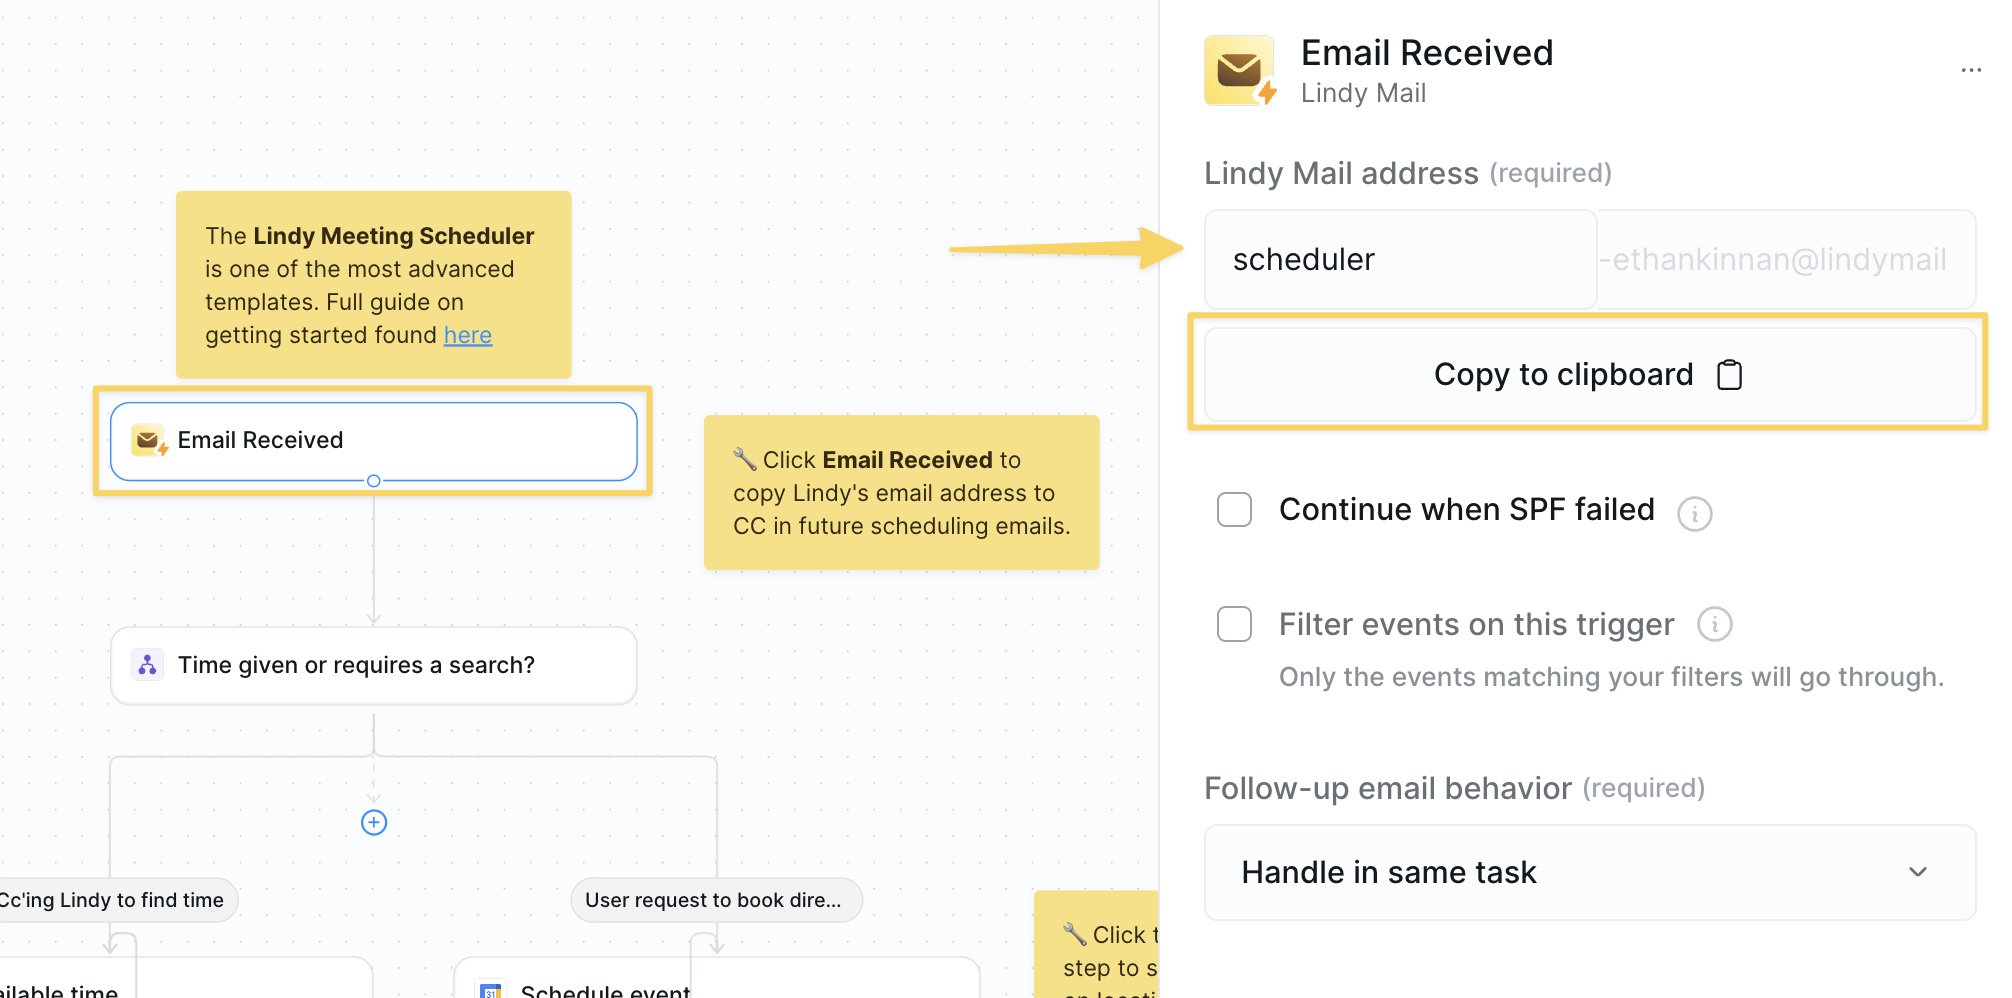 The Lindy Meeting Scheduler
is one of the most advanced
templates. Full guide on
getting started found here
Email Received
🔧 Click Email Received to
copy Lindy's email address to
CC in future scheduling emails.
Time given or requires a search?
Cc'ing Lindy to find time
User request to book dire...
ailable time
31
Schedule event
🔧 Click t
step to s
on locati
Email Received
Lindy Mail
...
Lindy Mail address (required)
scheduler -ethankinnan@lindymail
Copy to clipboard
Continue when SPF failed
Filter events on this trigger
Only the events matching your filters will go through.
Follow-up email behavior (required)
Handle in same task